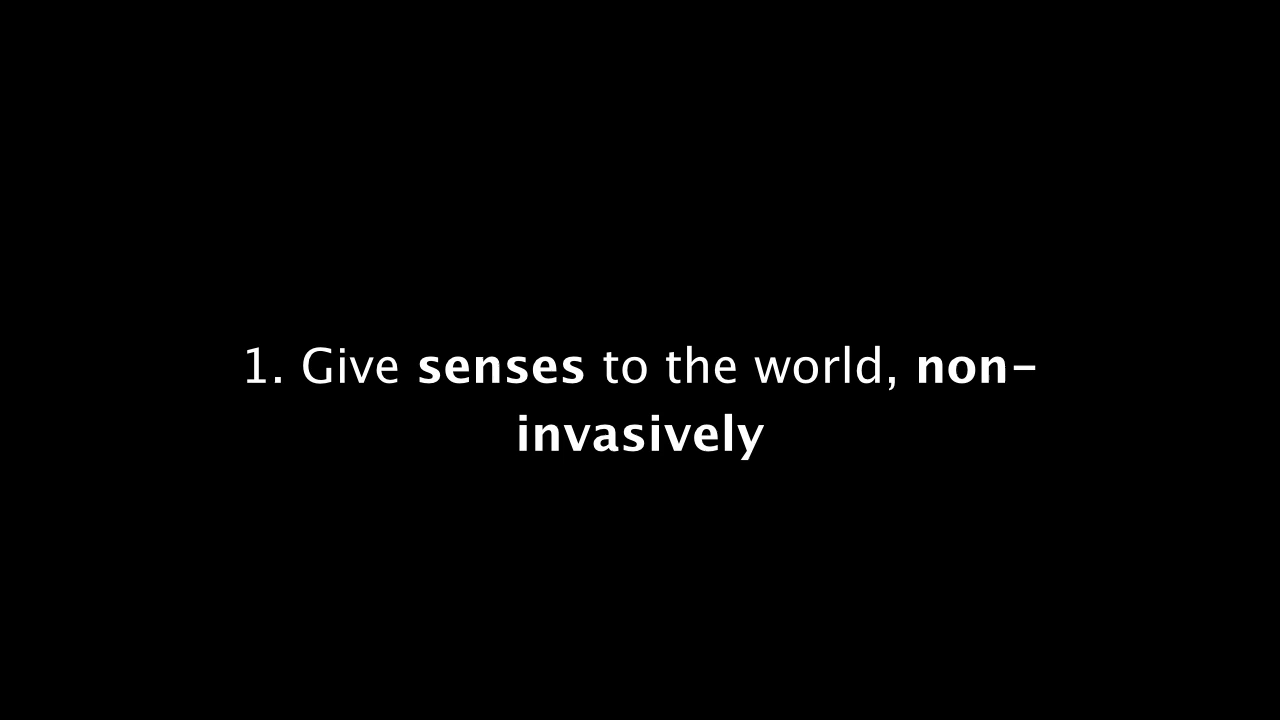 1. Give senses to the world, non-
invasively